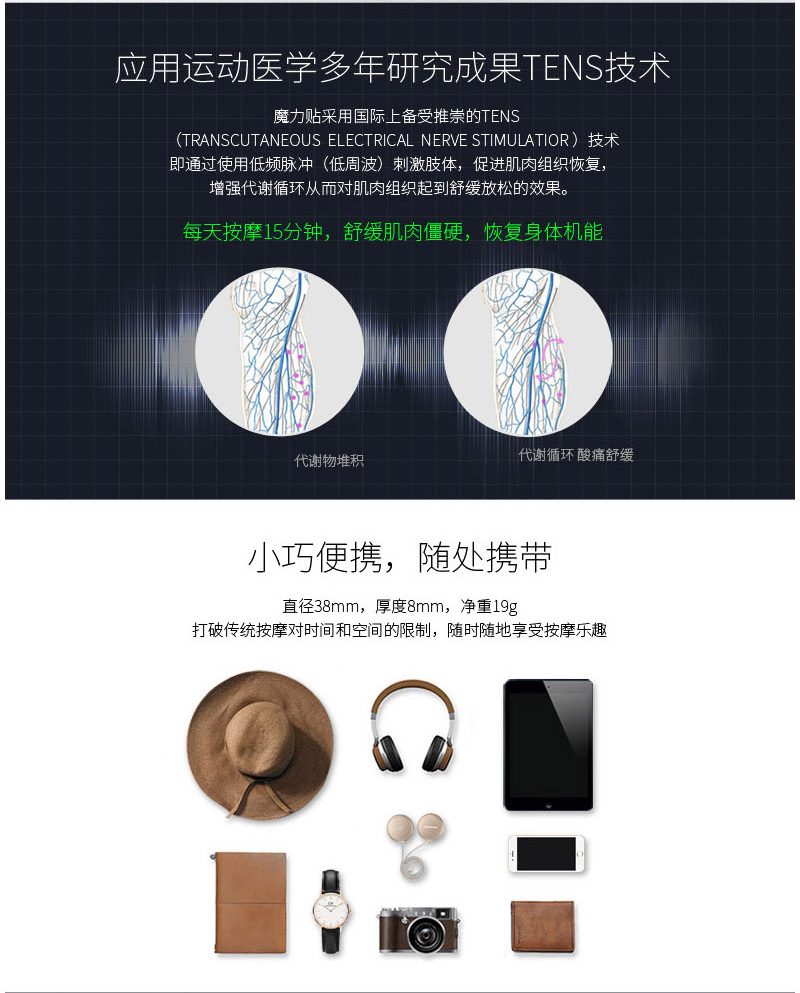 应用运动医学多年研究成果TENS技术
魔力贴采用国际上备受推崇的TENS
（TRANSCUTANEOUS ELECTRICAL NERVE STIMULATIOR）技术
即通过使用低频脉冲（低周波）刺激肢体，促进肌肉组织恢复，
增强代谢循环从而对肌肉组织起到舒缓放松的效果。
每天按摩15分钟，舒缓肌肉僵硬，恢复身体机能
代谢物堆积
代谢循环 酸痛舒缓
小巧便携，随处携带
直径38mm，厚度8mm，净重19g
打破传统按摩对时间和空间的限制，随时随地享受按摩乐趣